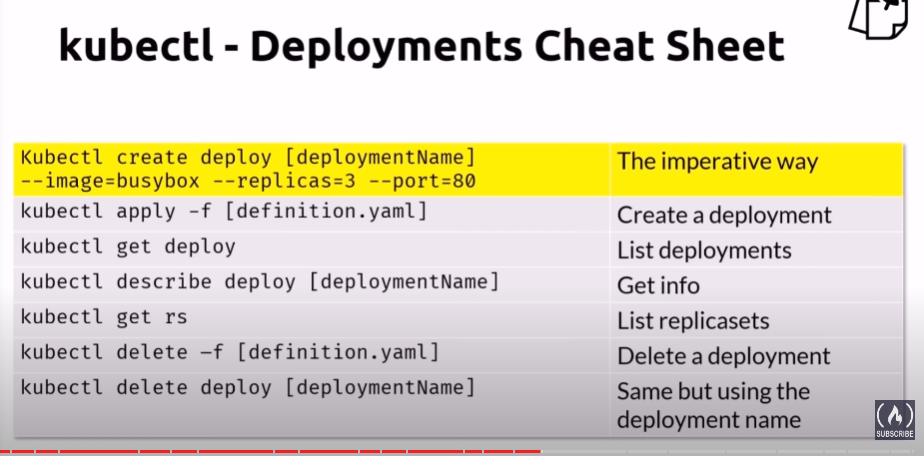 kubectl - Deployments Cheat Sheet
Kubectl create deploy [deploymentName]
--image=busybox --replicas=3 --port=80
The imperative way
kubectl apply -f [definition.yaml]
Create a deployment
kubectl get deploy
List deployments
kubectl describe deploy [deploymentName]
Get info
kubectl get rs
List replicasets
kubectl delete –f [definition.yaml]
Delete a deployment
kubectl delete deploy [deploymentName]
Same but using the
deployment name
SUBSCRIBE